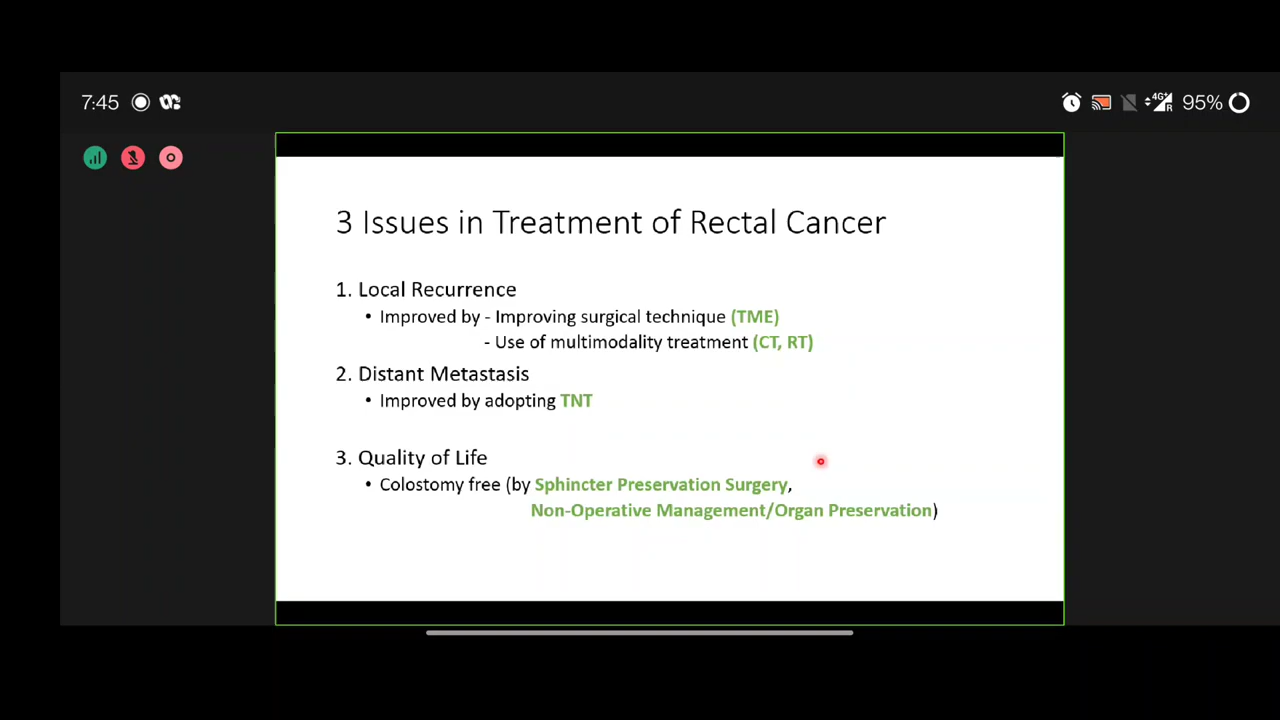 7:45
4G+
R
95%
3 Issues in Treatment of Rectal Cancer
1. Local Recurrence
• Improved by - Improving surgical technique (TME)
- Use of multimodality treatment (CT, RT)
2. Distant Metastasis
• Improved by adopting TNT
3. Quality of Life
• Colostomy free (by Sphincter Preservation Surgery,
Non-Operative Management/Organ Preservation)